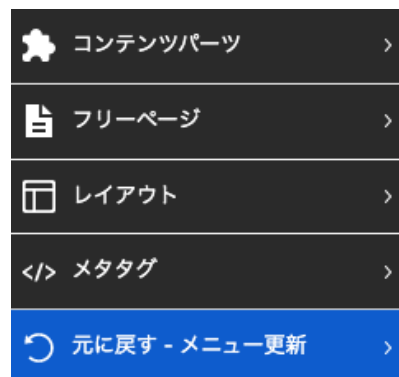 コンテンツパーツ
フリーページ
レイアウト
メタタグ
元に戻す - メニュー更新